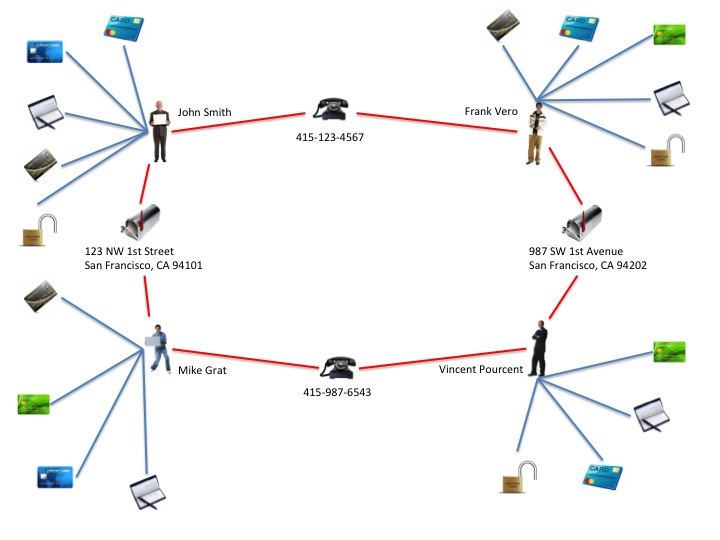 CARD
CARD
John Smith
Frank Vero
415-123-4567
123 NW 1st Street
San Francisco, CA 94101
987 SW 1st Avenue
San Francisco, CA 94202
Mike Grat
Vincent Pourcent
415-987-6543
CARD